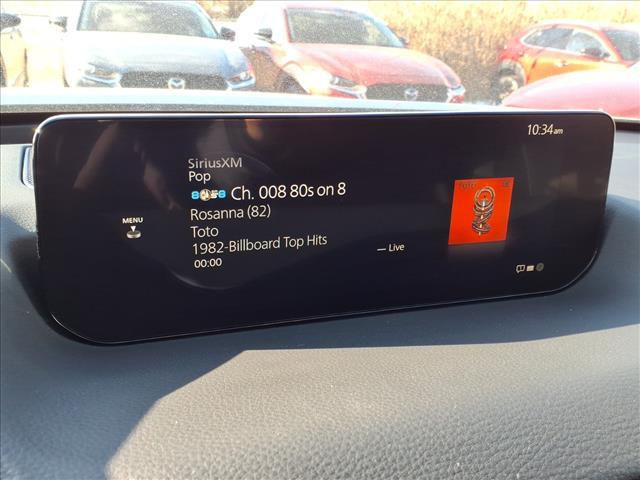 10:34am
SiriusXM
Pop
Ch. 008 80s on 8
Rosanna (82)
Toto
1982-Billboard Top Hits
00:00
— Live
MENU
TOTO